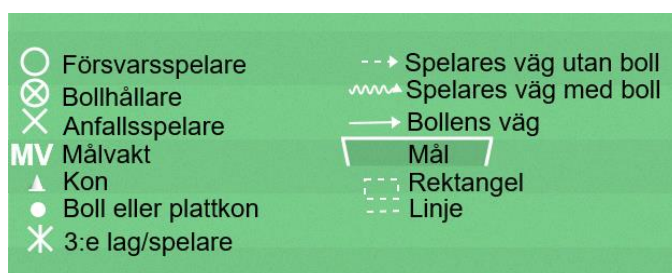 Försvarsspelare
Bollhållare
Anfallsspelare
MV Målvakt
Kon
Boll eller plattkon
3:e lag/spelare
Spelares väg utan boll
Spelares väg med boll
Bollens väg
Mål
Rektangel
Linje